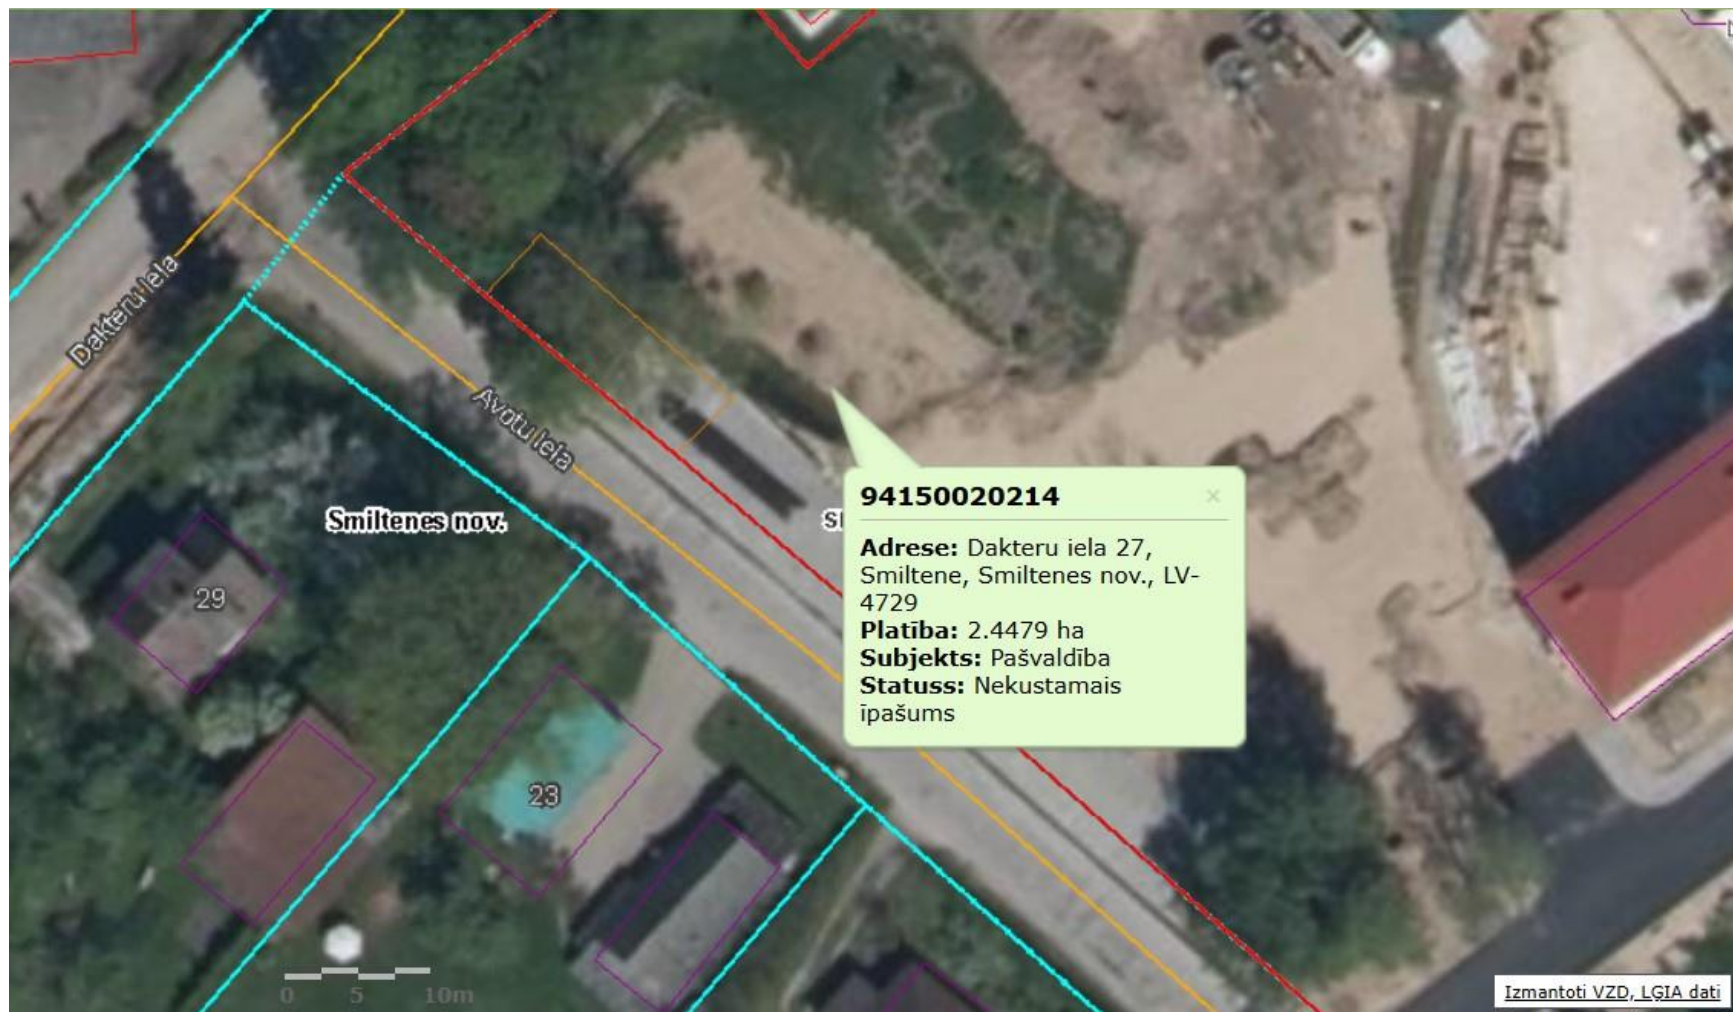 Dakteru iela
Avotu iela
Smiltenes nov.
94150020214
×
Adrese: Dakteru iela 27,
Smiltene, Smiltenes nov., LV-
4729
Platība: 2.4479 ha
Subjekts: Pašvaldība
Statuss: Nekustamais
īpašums
29
23
0 5 10m
Izmantoti VZD, LĢIA dati